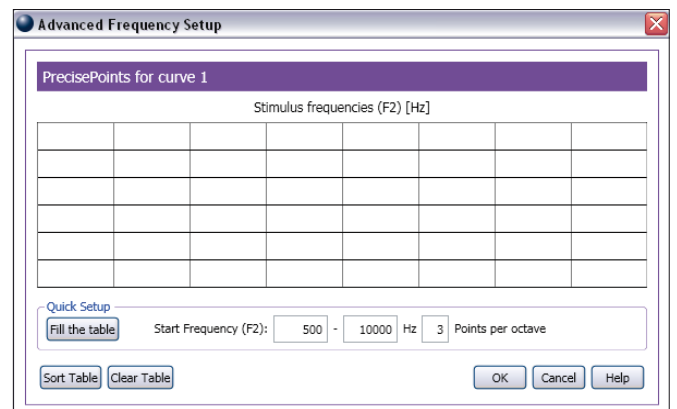 Advanced Frequency Setup
PrecisePoints for curve 1
Stimulus frequencies (F2) [Hz]
Quick Setup
Fill the table Start Frequency (F2): 500 - 10000 Hz 3 Points per octave
Sort Table Clear Table OK Cancel Help